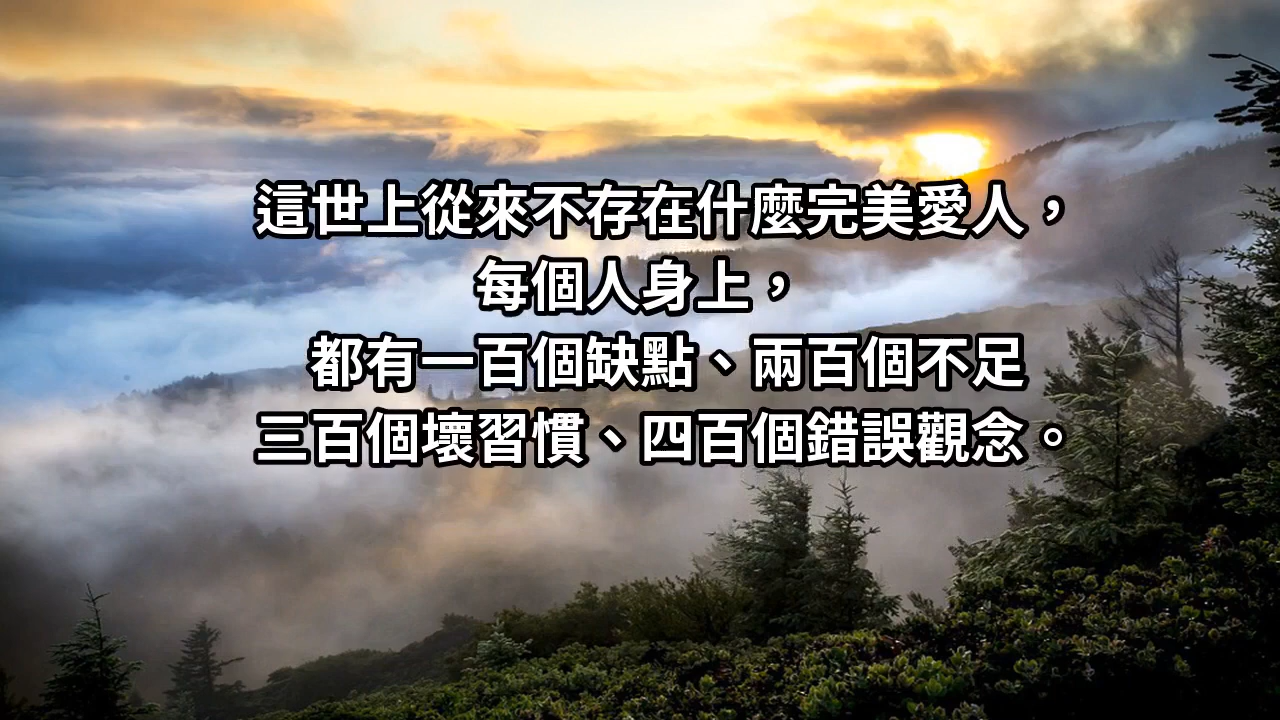 這世上從來不存在什麼完美愛人，
每個人身上，
都有一百個缺點、兩百個不足
三百個壞習慣、四百個錯誤觀念。